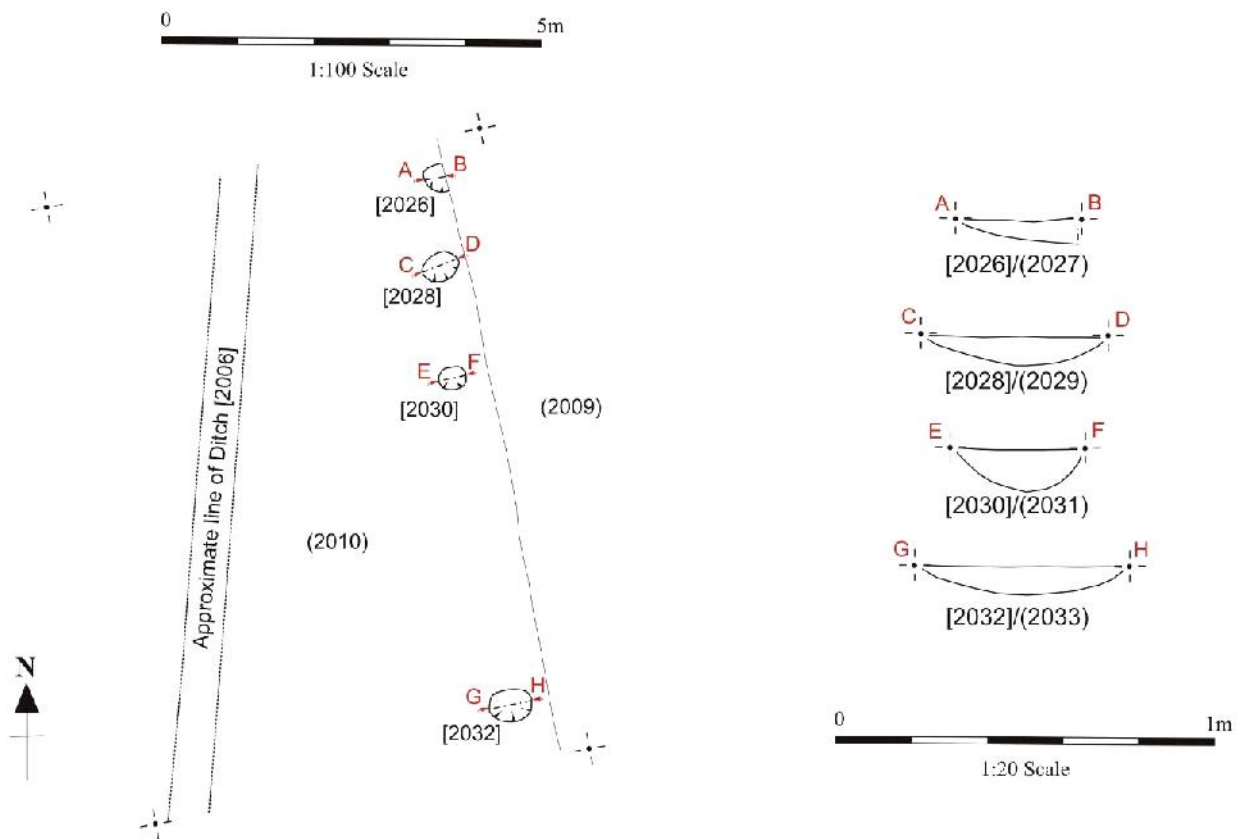 0 5m
1:100 Scale
A B
[2026]
C D
[2028]
E F
[2030]
(2009)
Approximate line of Ditch [2006]
(2010)
G H
[2032]
N
A B
[2026]/(2027)
C D
[2028]/(2029)
E F
[2030]/(2031)
G H
[2032]/(2033)
0 1m
1:20 Scale